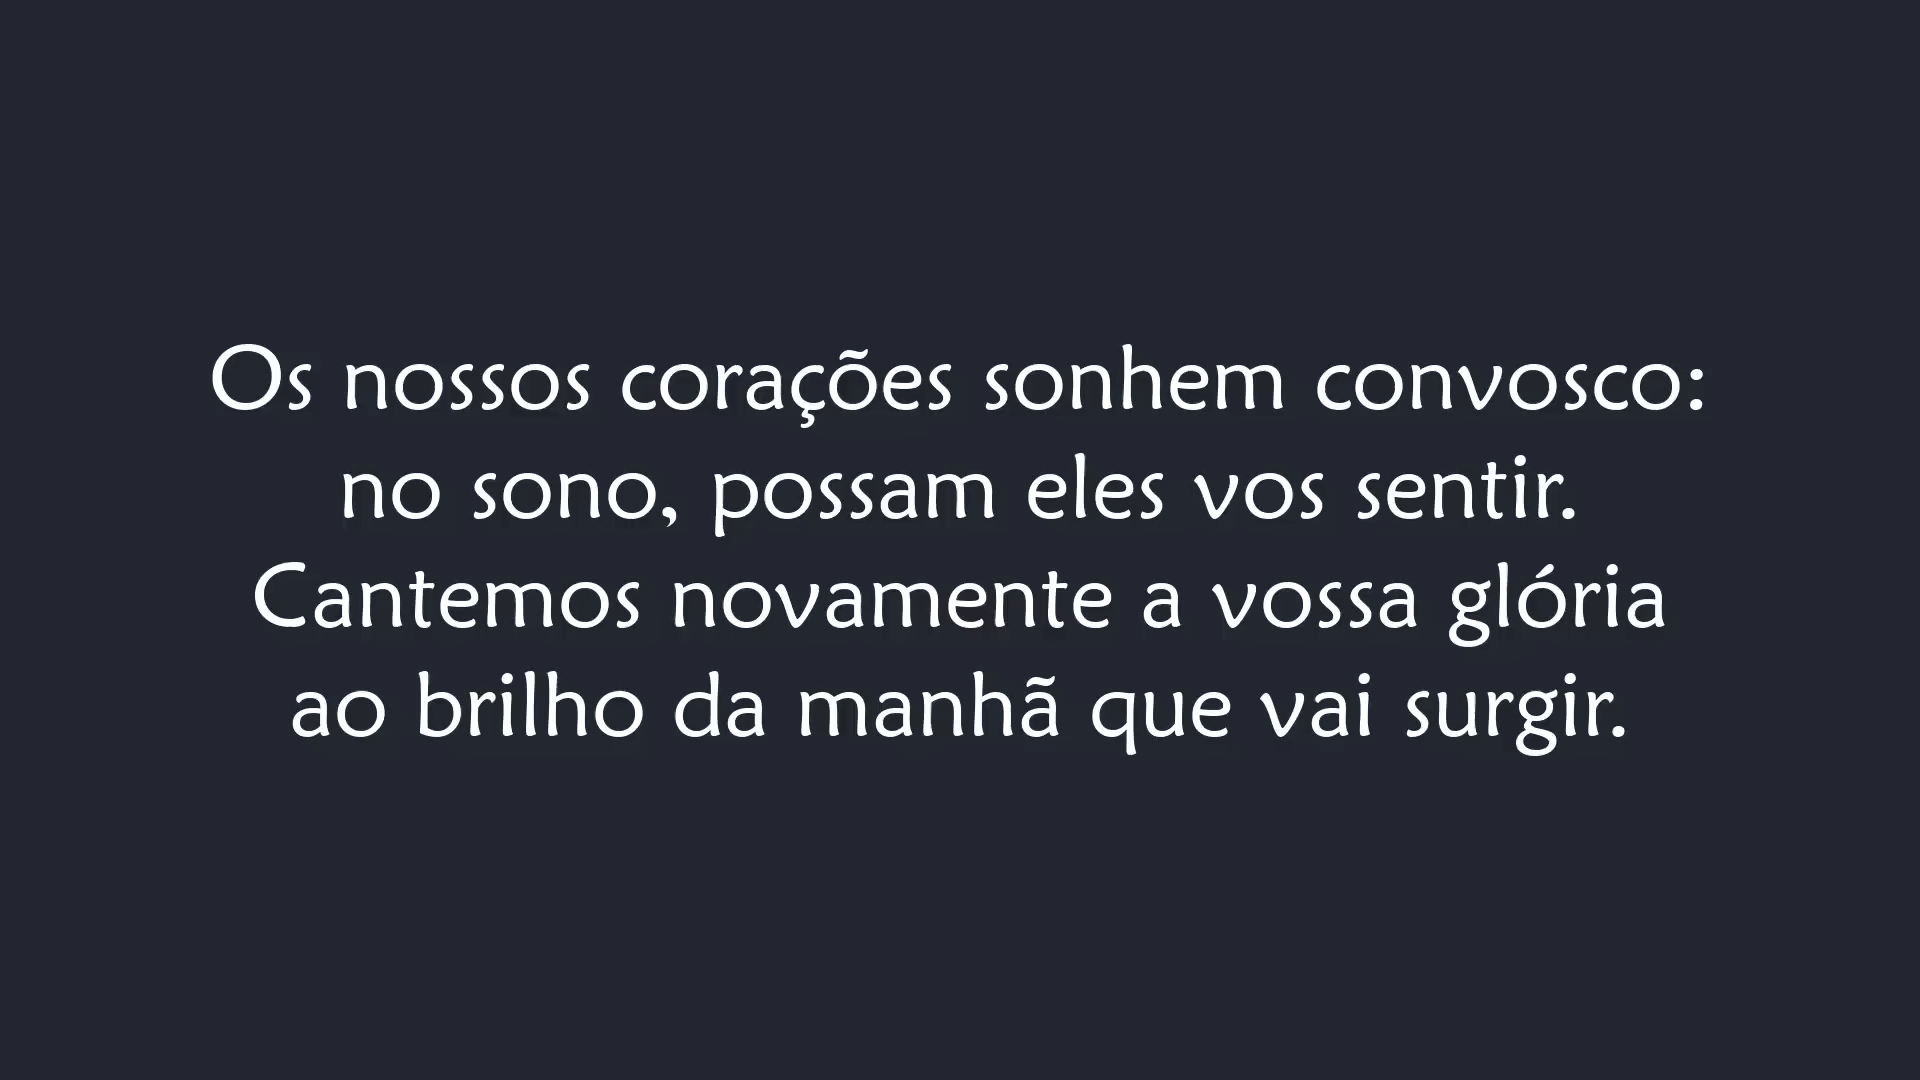 Os nossos corações sonhem convosco:
no sono, possam eles vos sentir.
Cantemos novamente a vossa glória
ao brilho da manhã que vai surgir.